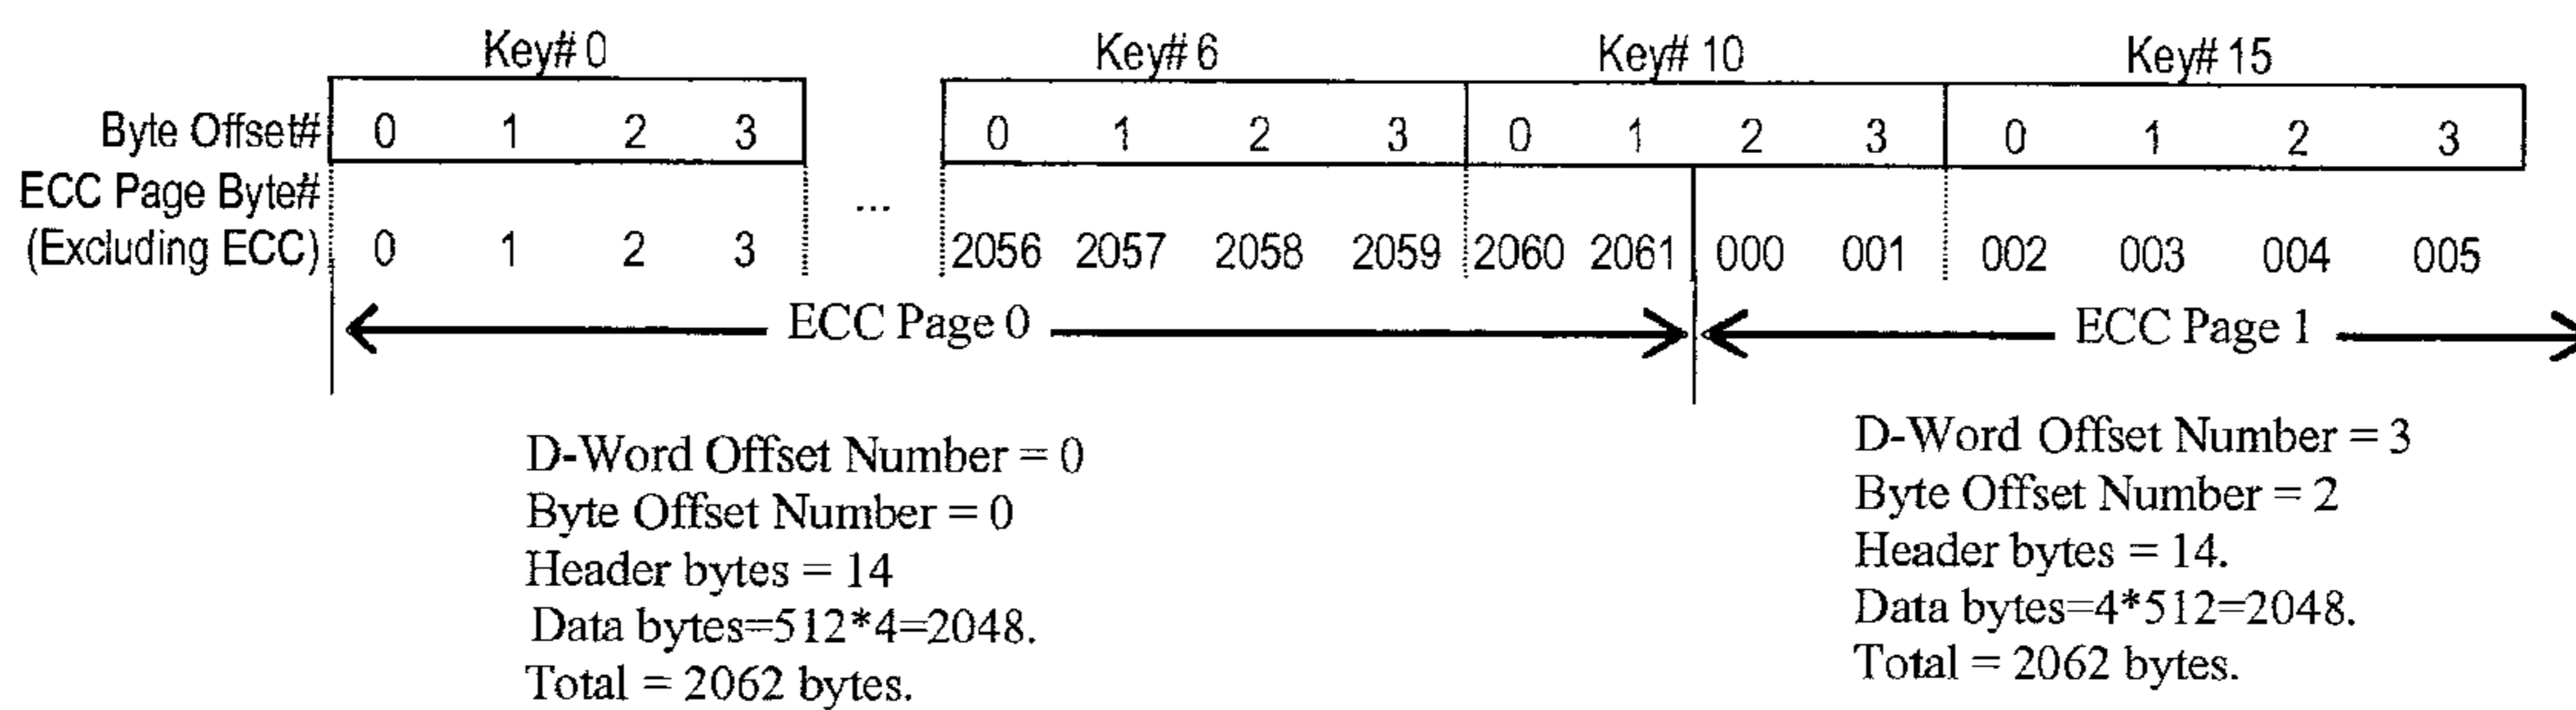 Key# 0 Key# 6 Key# 10 Key# 15
Byte Offset# 0 1 2 3 0 1 2 3 0 1 2 3 0 1 2 3
ECC Page Byte#
...
(Excluding ECC) 0 1 2 3 2056 2057 2058 2059 2060 2061 000 001 002 003 004 005
ECC Page 0 ECC Page 1
D-Word Offset Number = 0
Byte Offset Number = 0
Header bytes = 14
Data bytes=512*4=2048.
Total = 2062 bytes.
D-Word Offset Number = 3
Byte Offset Number = 2
Header bytes = 14.
Data bytes=4*512=2048.
Total = 2062 bytes.